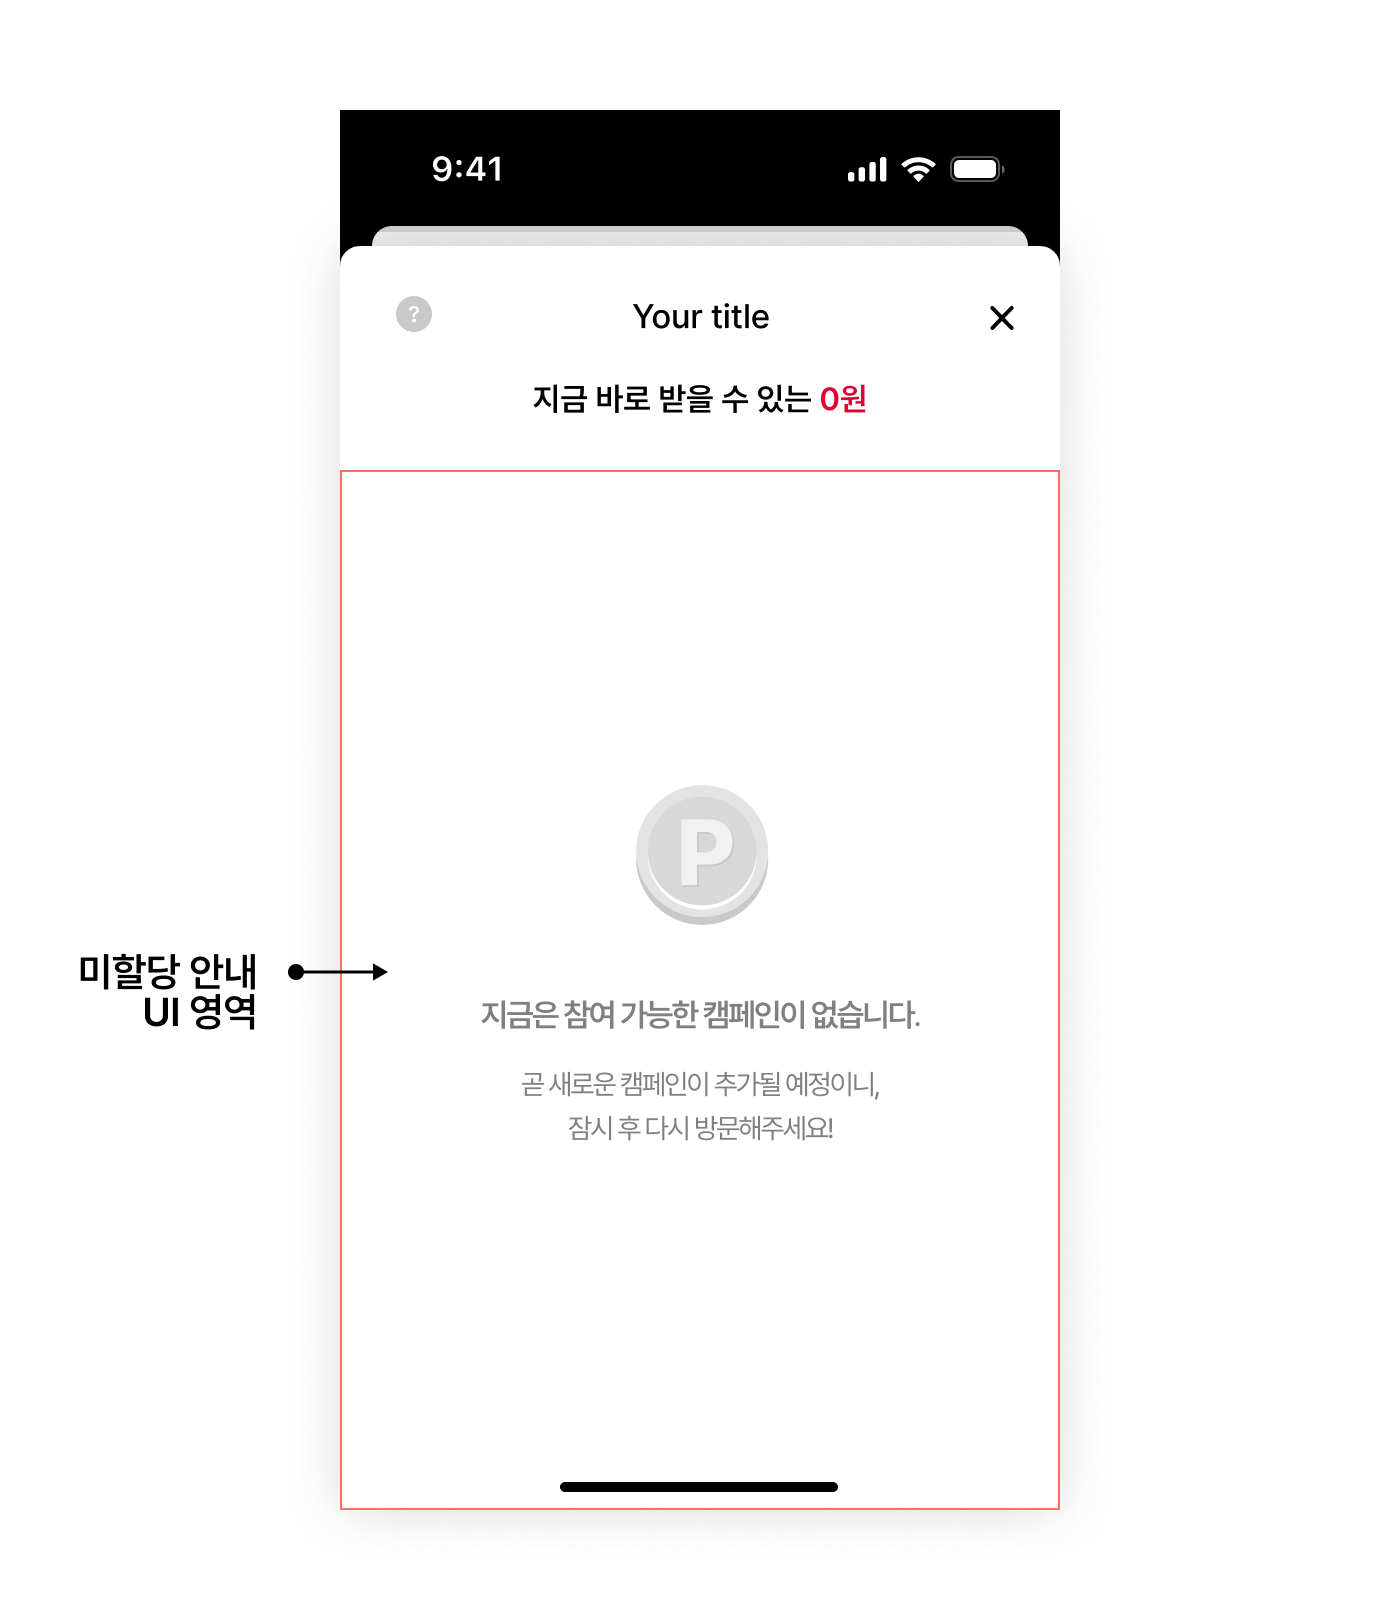 9:41
?
Your title
지금 바로 받을 수 있는 0원
P
미할당 안내
UI 영역
지금은 참여 가능한 캠페인이 없습니다.
곧 새로운 캠페인이 추가될 예정이니,
잠시 후 다시 방문해주세요!